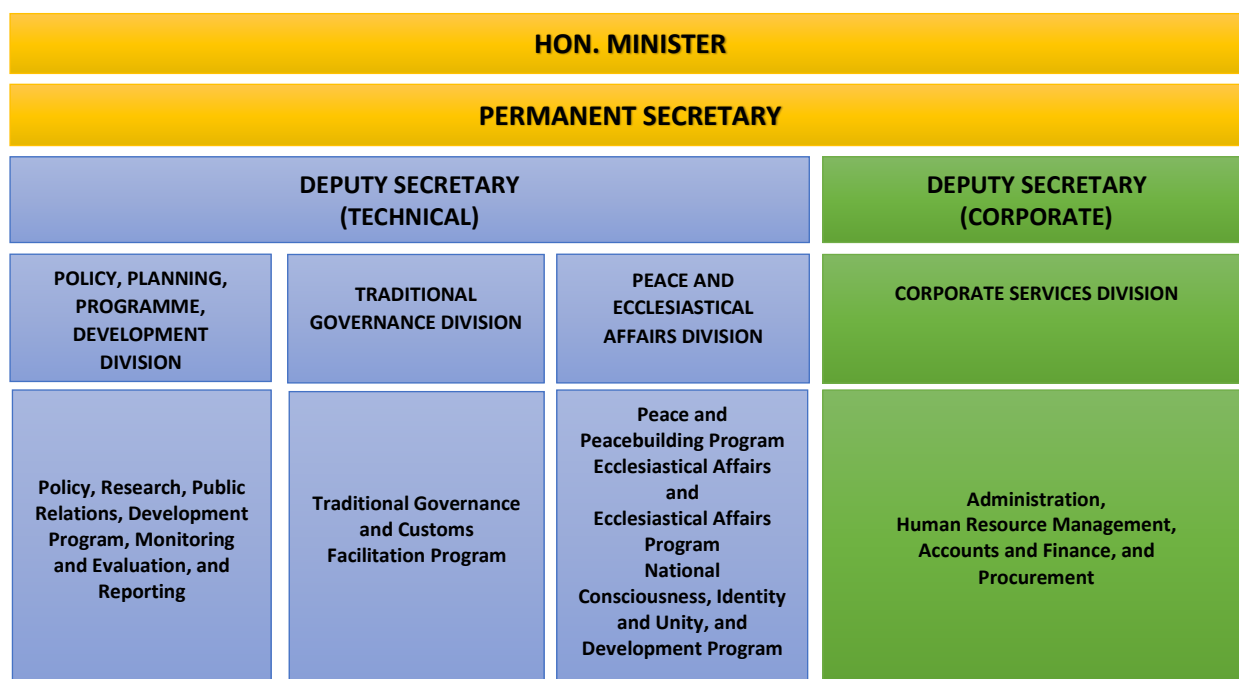 HON. MINISTER
PERMANENT SECRETARY
DEPUTY SECRETARY
(TECHNICAL)
DEPUTY SECRETARY
(CORPORATE)
POLICY, PLANNING,
PROGRAMME,
DEVELOPMENT
DIVISION
TRADITIONAL
GOVERNANCE DIVISION
PEACE AND
ECCLESIASTICAL
AFFAIRS DIVISION
CORPORATE SERVICES DIVISION
Policy, Research, Public
Relations, Development
Program, Monitoring
and Evaluation, and
Reporting
Traditional Governance
and Customs
Facilitation Program
Peace and
Peacebuilding Program
Ecclesiastical Affairs
and
Ecclesiastical Affairs
Program
National
Consciousness, Identity
and Unity, and
Development Program
Administration,
Human Resource Management,
Accounts and Finance, and
Procurement